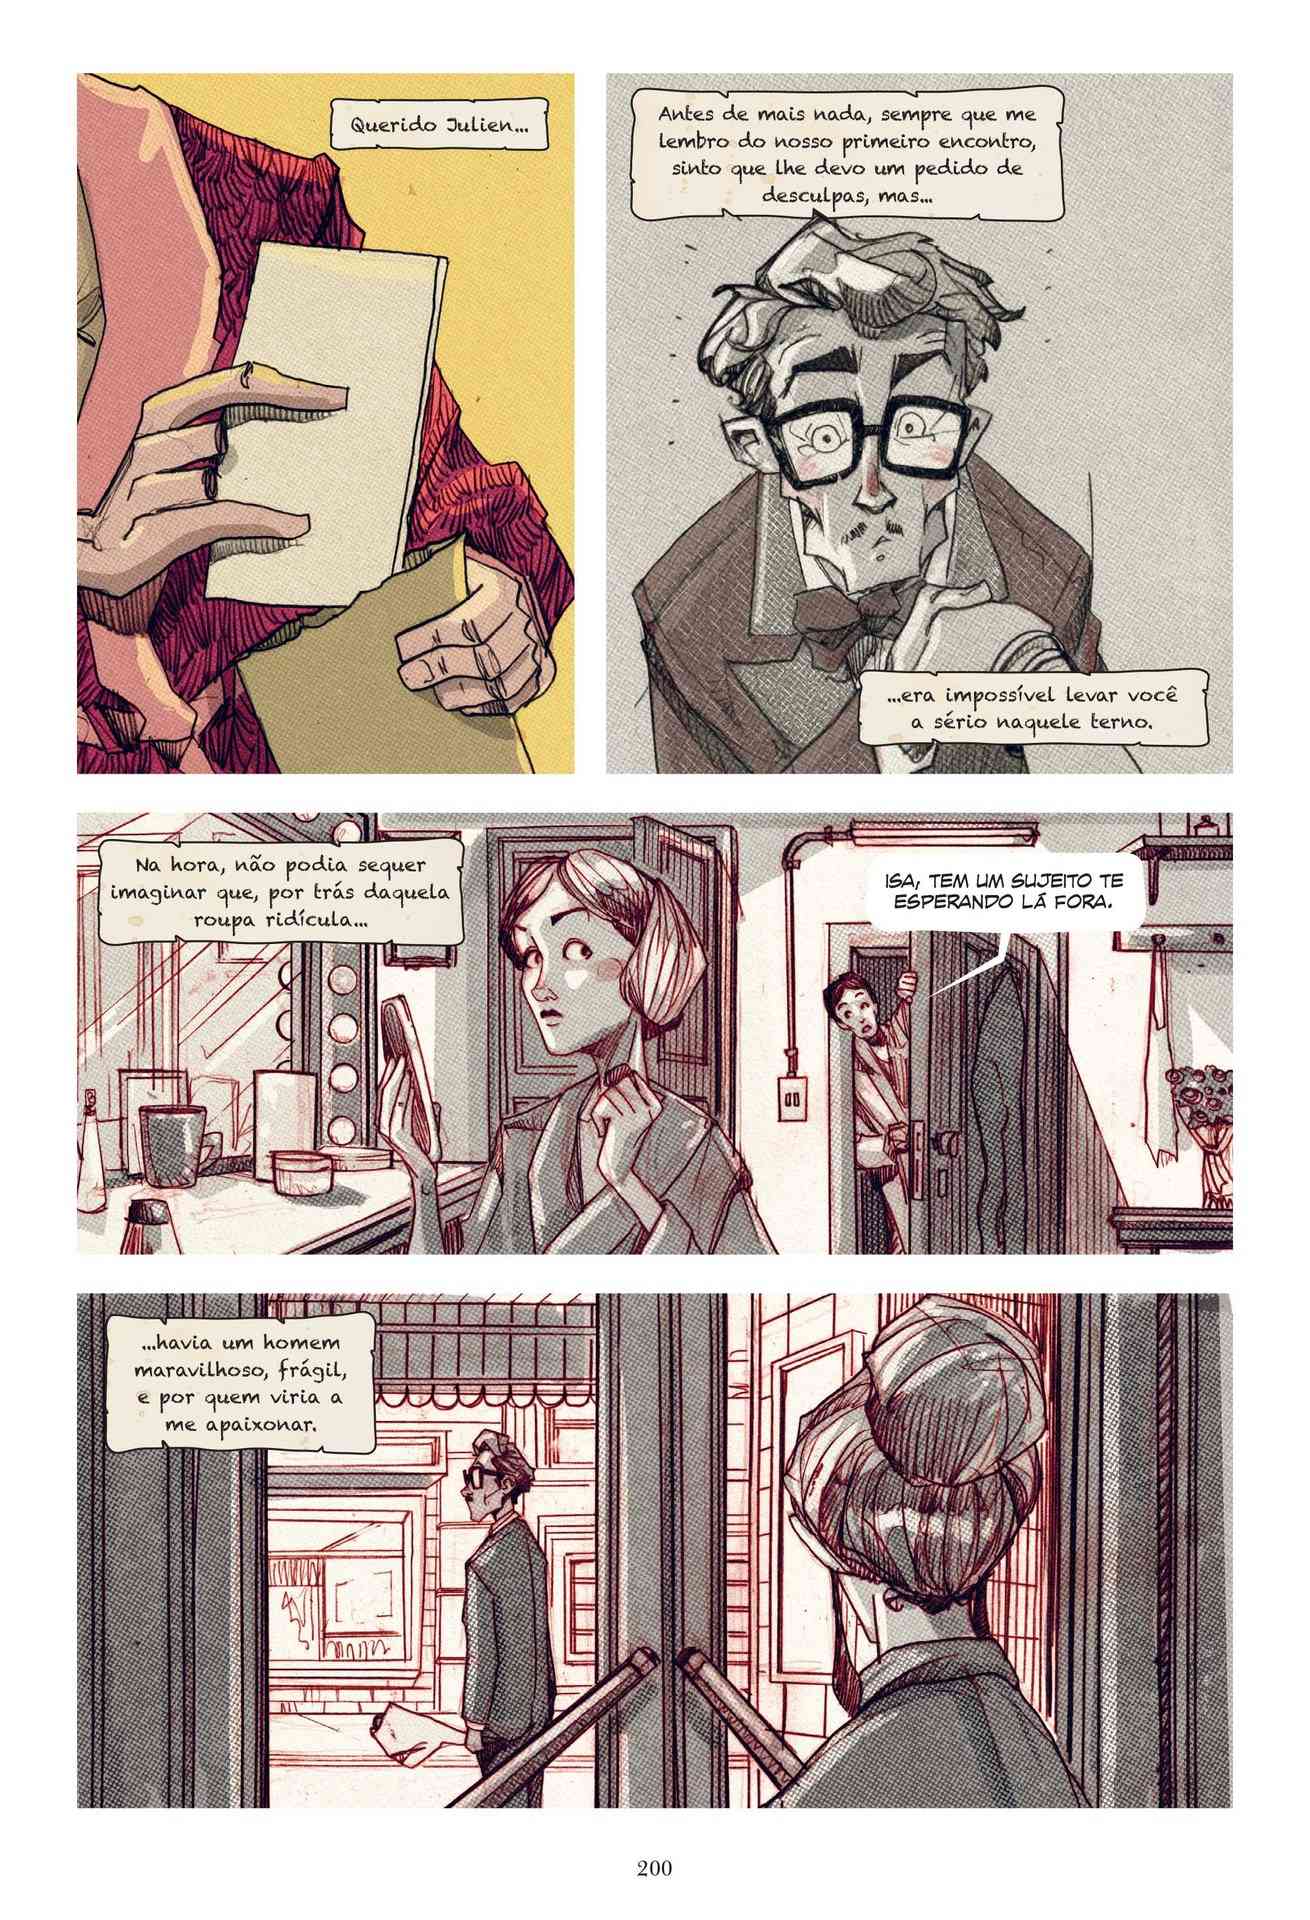 Querido Julien...
Antes de mais nada, sempre que me
lembro do nosso primeiro encontro,
sinto que lhe devo um pedido de
desculpas, mas...
...era impossível levar você
a sério naquele terno.
Na hora, não podia sequer
imaginar que, por trás daquela
roupa ridícula...
ISA, TEM UM SUJEITO TE
ESPERANDO LÁ FORA.
...havia um homem
maravilhoso, frágil,
e por quem viria a
me apaixonar.
200